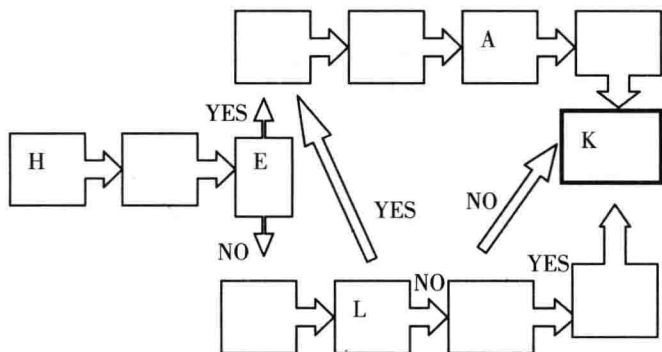 A
YES
K
H
E
YES
NO
NO
NO
YES
L